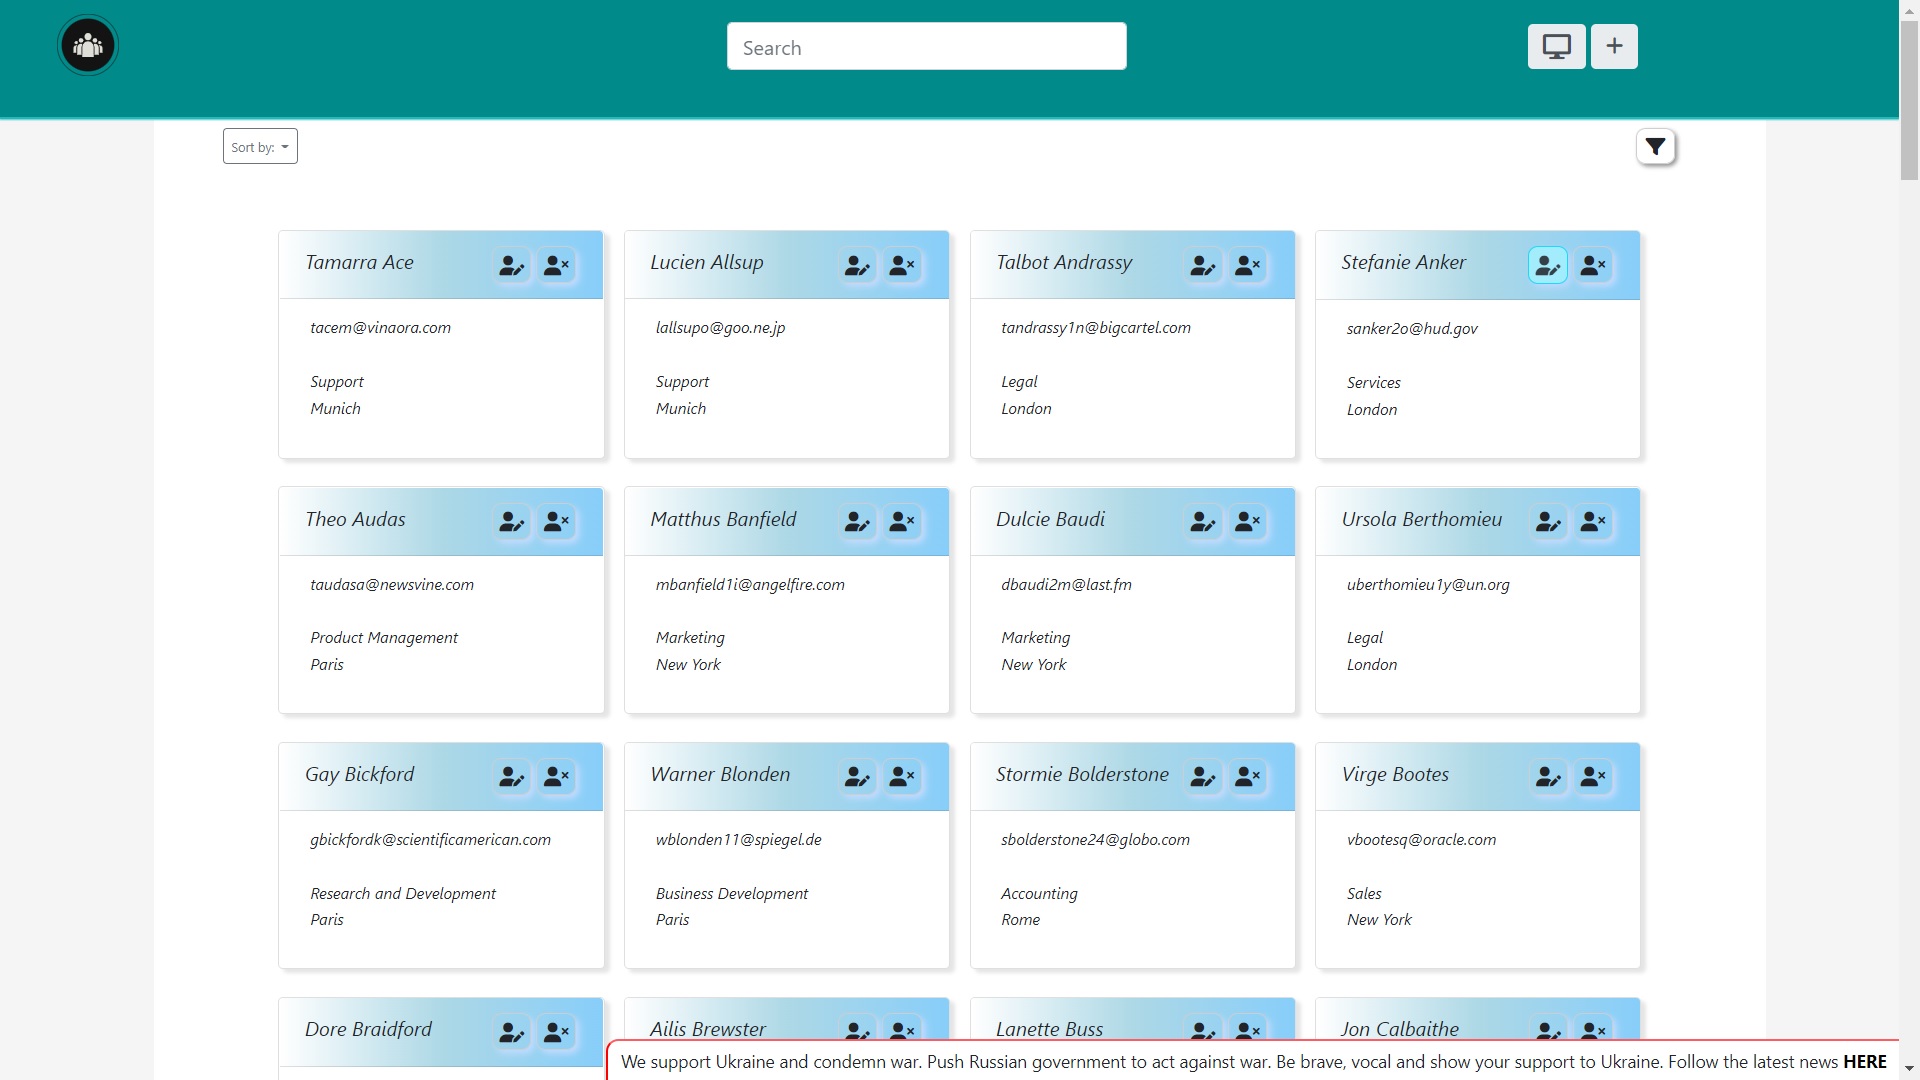 Search
Sort by:
Tamarra Ace
tacem@vinaora.com
Support
Munich
Lucien Allsup
lallsupo@goo.ne.jp
Support
Munich
Talbot Andrassy
tandrassy1n@bigcartel.com
Legal
London
Stefanie Anker
sanker2o@hud.gov
Services
London
Theo Audas
taudasa@newsvine.com
Product Management
Paris
Matthus Banfield
mbanfield1i@angelfire.com
Marketing
New York
Dulcie Baudi
dbaudi2m@last.fm
Marketing
New York
Ursola Berthomieu
uberthomieu1y@un.org
Legal
London
Gay Bickford
gbickfordk@scientificamerican.com
Research and Development
Paris
Warner Blonden
wblonden11@spiegel.de
Business Development
Paris
Stormie Bolderstone
sbolderstone24@globo.com
Accounting
Rome
Virge Bootes
vbootesq@oracle.com
Sales
New York
Dore Braidford
Ailis Brewster
Lanette Buss
Jon Calbaithe
We support Ukraine and condemn war. Push Russian government to act against war. Be brave, vocal and show your support to Ukraine. Follow the latest news HERE